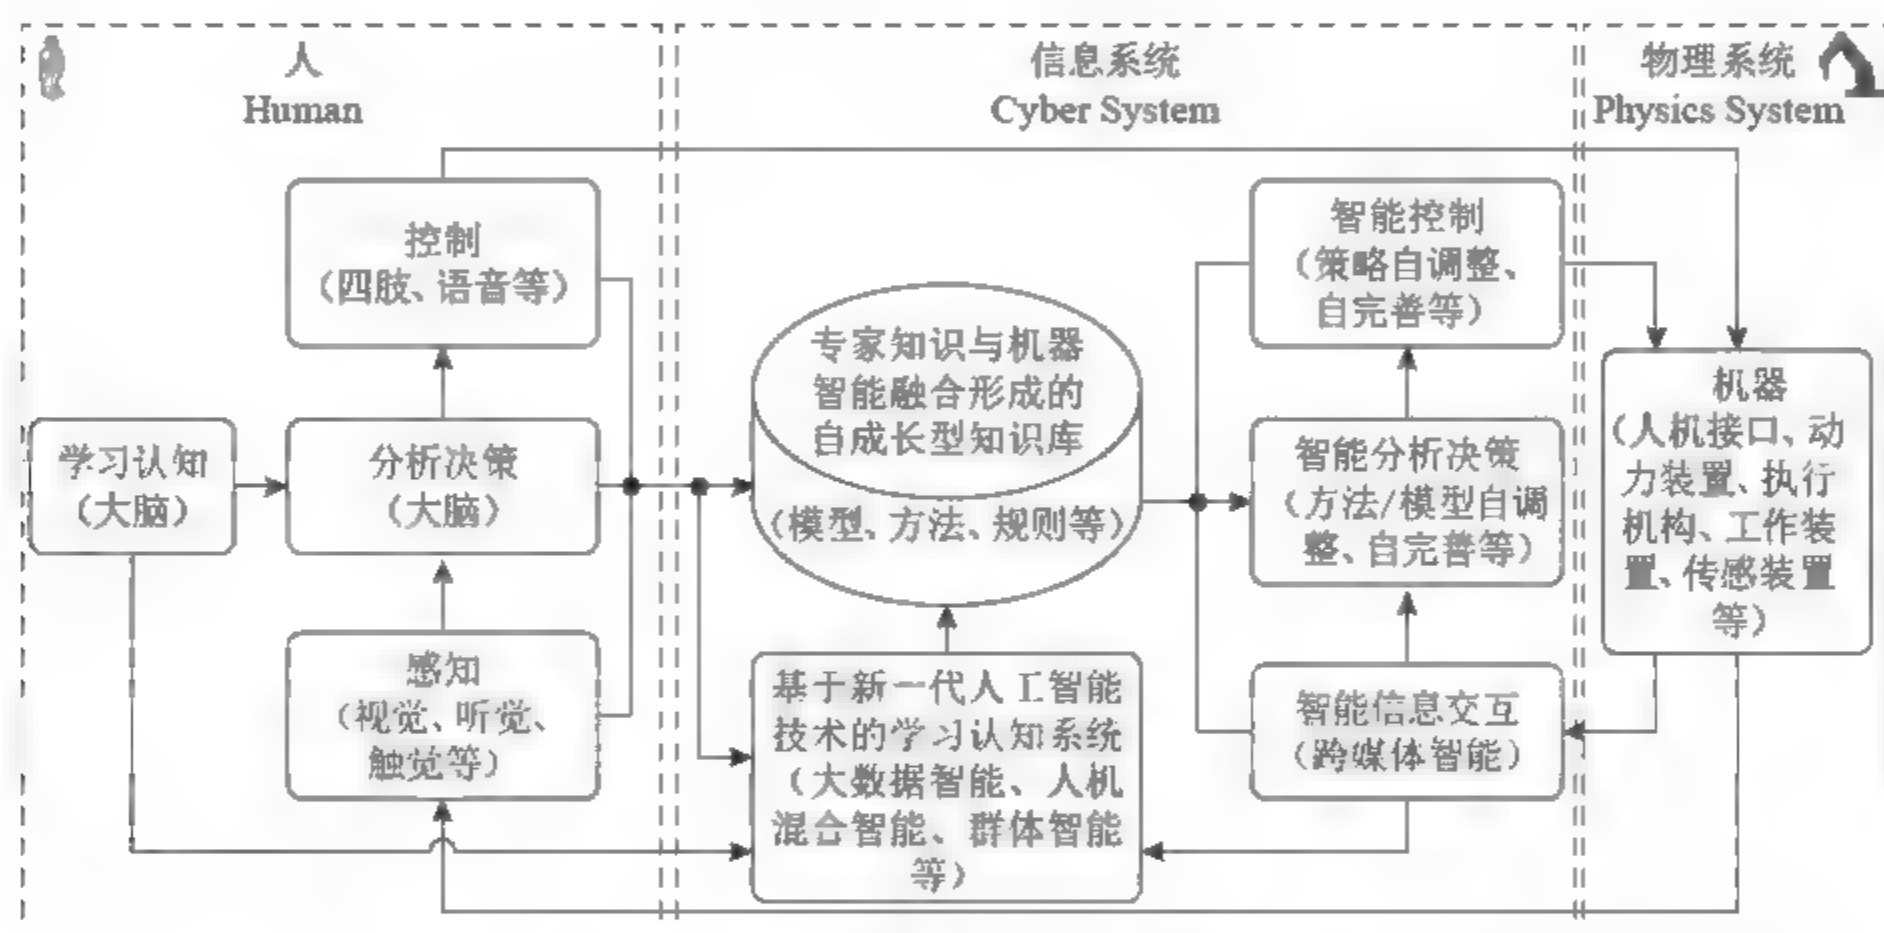 人
Human
控制
（四肢、语音等）
学习认知
（大脑）
分析决策
（大脑）
感知
（视觉、听觉、
触觉等）
信息系统
Cyber System
专家知识与机器
智能融合形成的
自成长型知识库
（模型、方法、规则等）
基于新一代人工智能
技术的学习认知系统
（大数据智能、人机
混合智能、群体智能
等）
智能控制
（策略自调整、
自完善等）
智能分析决策
（方法/模型自调
整、自完善等）
智能信息交互
（跨媒体智能）
物理系统
Physics System
机器
（人机接口、动
力装置、执行
机构、工作装
置、传感装置
等）